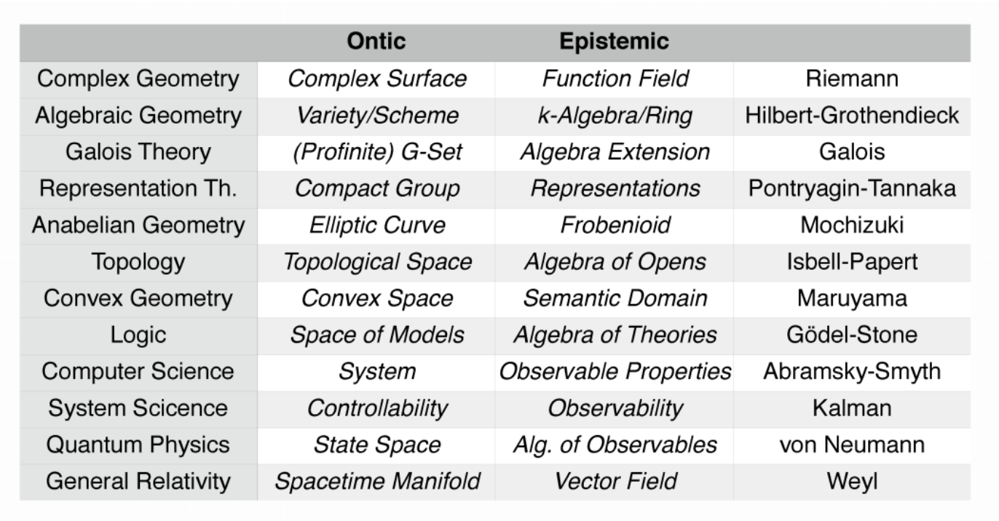 Ontic Epistemic
Complex Geometry Complex Surface Function Field Riemann
Algebraic Geometry Variety/Scheme k-Algebra/Ring Hilbert-Grothendieck
Galois Theory (Profinite) G-Set Algebra Extension Galois
Representation Th. Compact Group Representations Pontryagin-Tannaka
Anabelian Geometry Elliptic Curve Frobenioid Mochizuki
Topology Topological Space Algebra of Opens Isbell-Papert
Convex Geometry Convex Space Semantic Domain Maruyama
Logic Space of Models Algebra of Theories Gödel-Stone
Computer Science System Observable Properties Abramsky-Smyth
System Scicence Controllability Observability Kalman
Quantum Physics State Space Alg. of Observables von Neumann
General Relativity Spacetime Manifold Vector Field Weyl